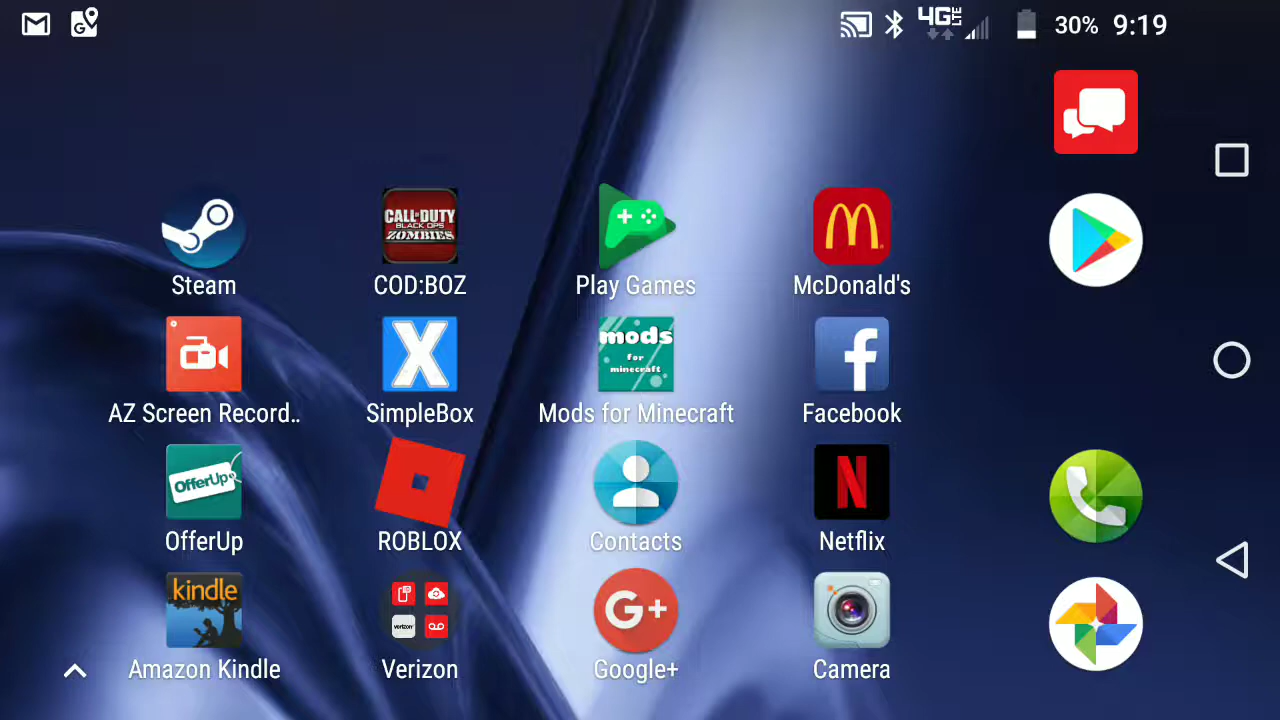 4G LTE 30% 9:19
CALL OF DUTY
BLACK OPS
ZOMBIES
Steam COD:BOZ Play Games McDonald's
mods
for
minecraft
AZ Screen Record.. SimpleBox Mods for Minecraft Facebook
OfferUp
OfferUp ROBLOX Contacts Netflix
kindle
verizon
G+
Amazon Kindle Verizon Google+ Camera